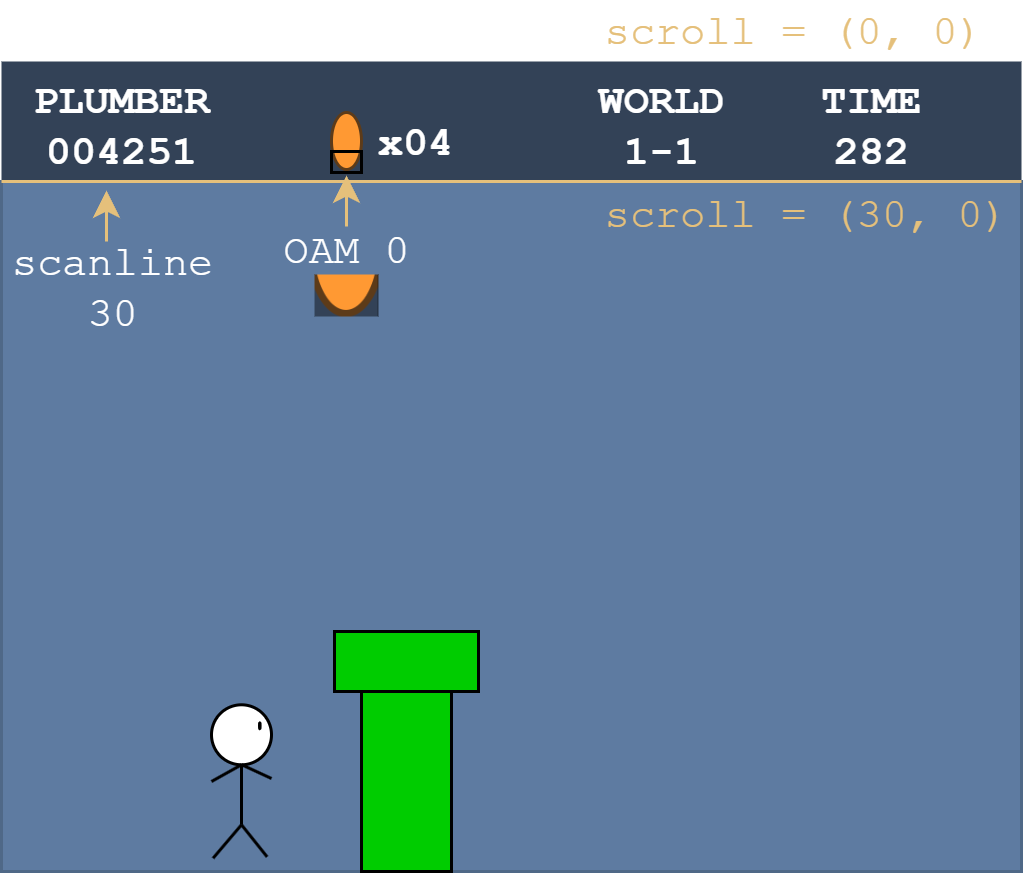 scroll = (0, 0)
PLUMBER
WORLD
TIME
004251
x04
1-1
282
scroll = (30, 0)
scanline
30
OAM 0